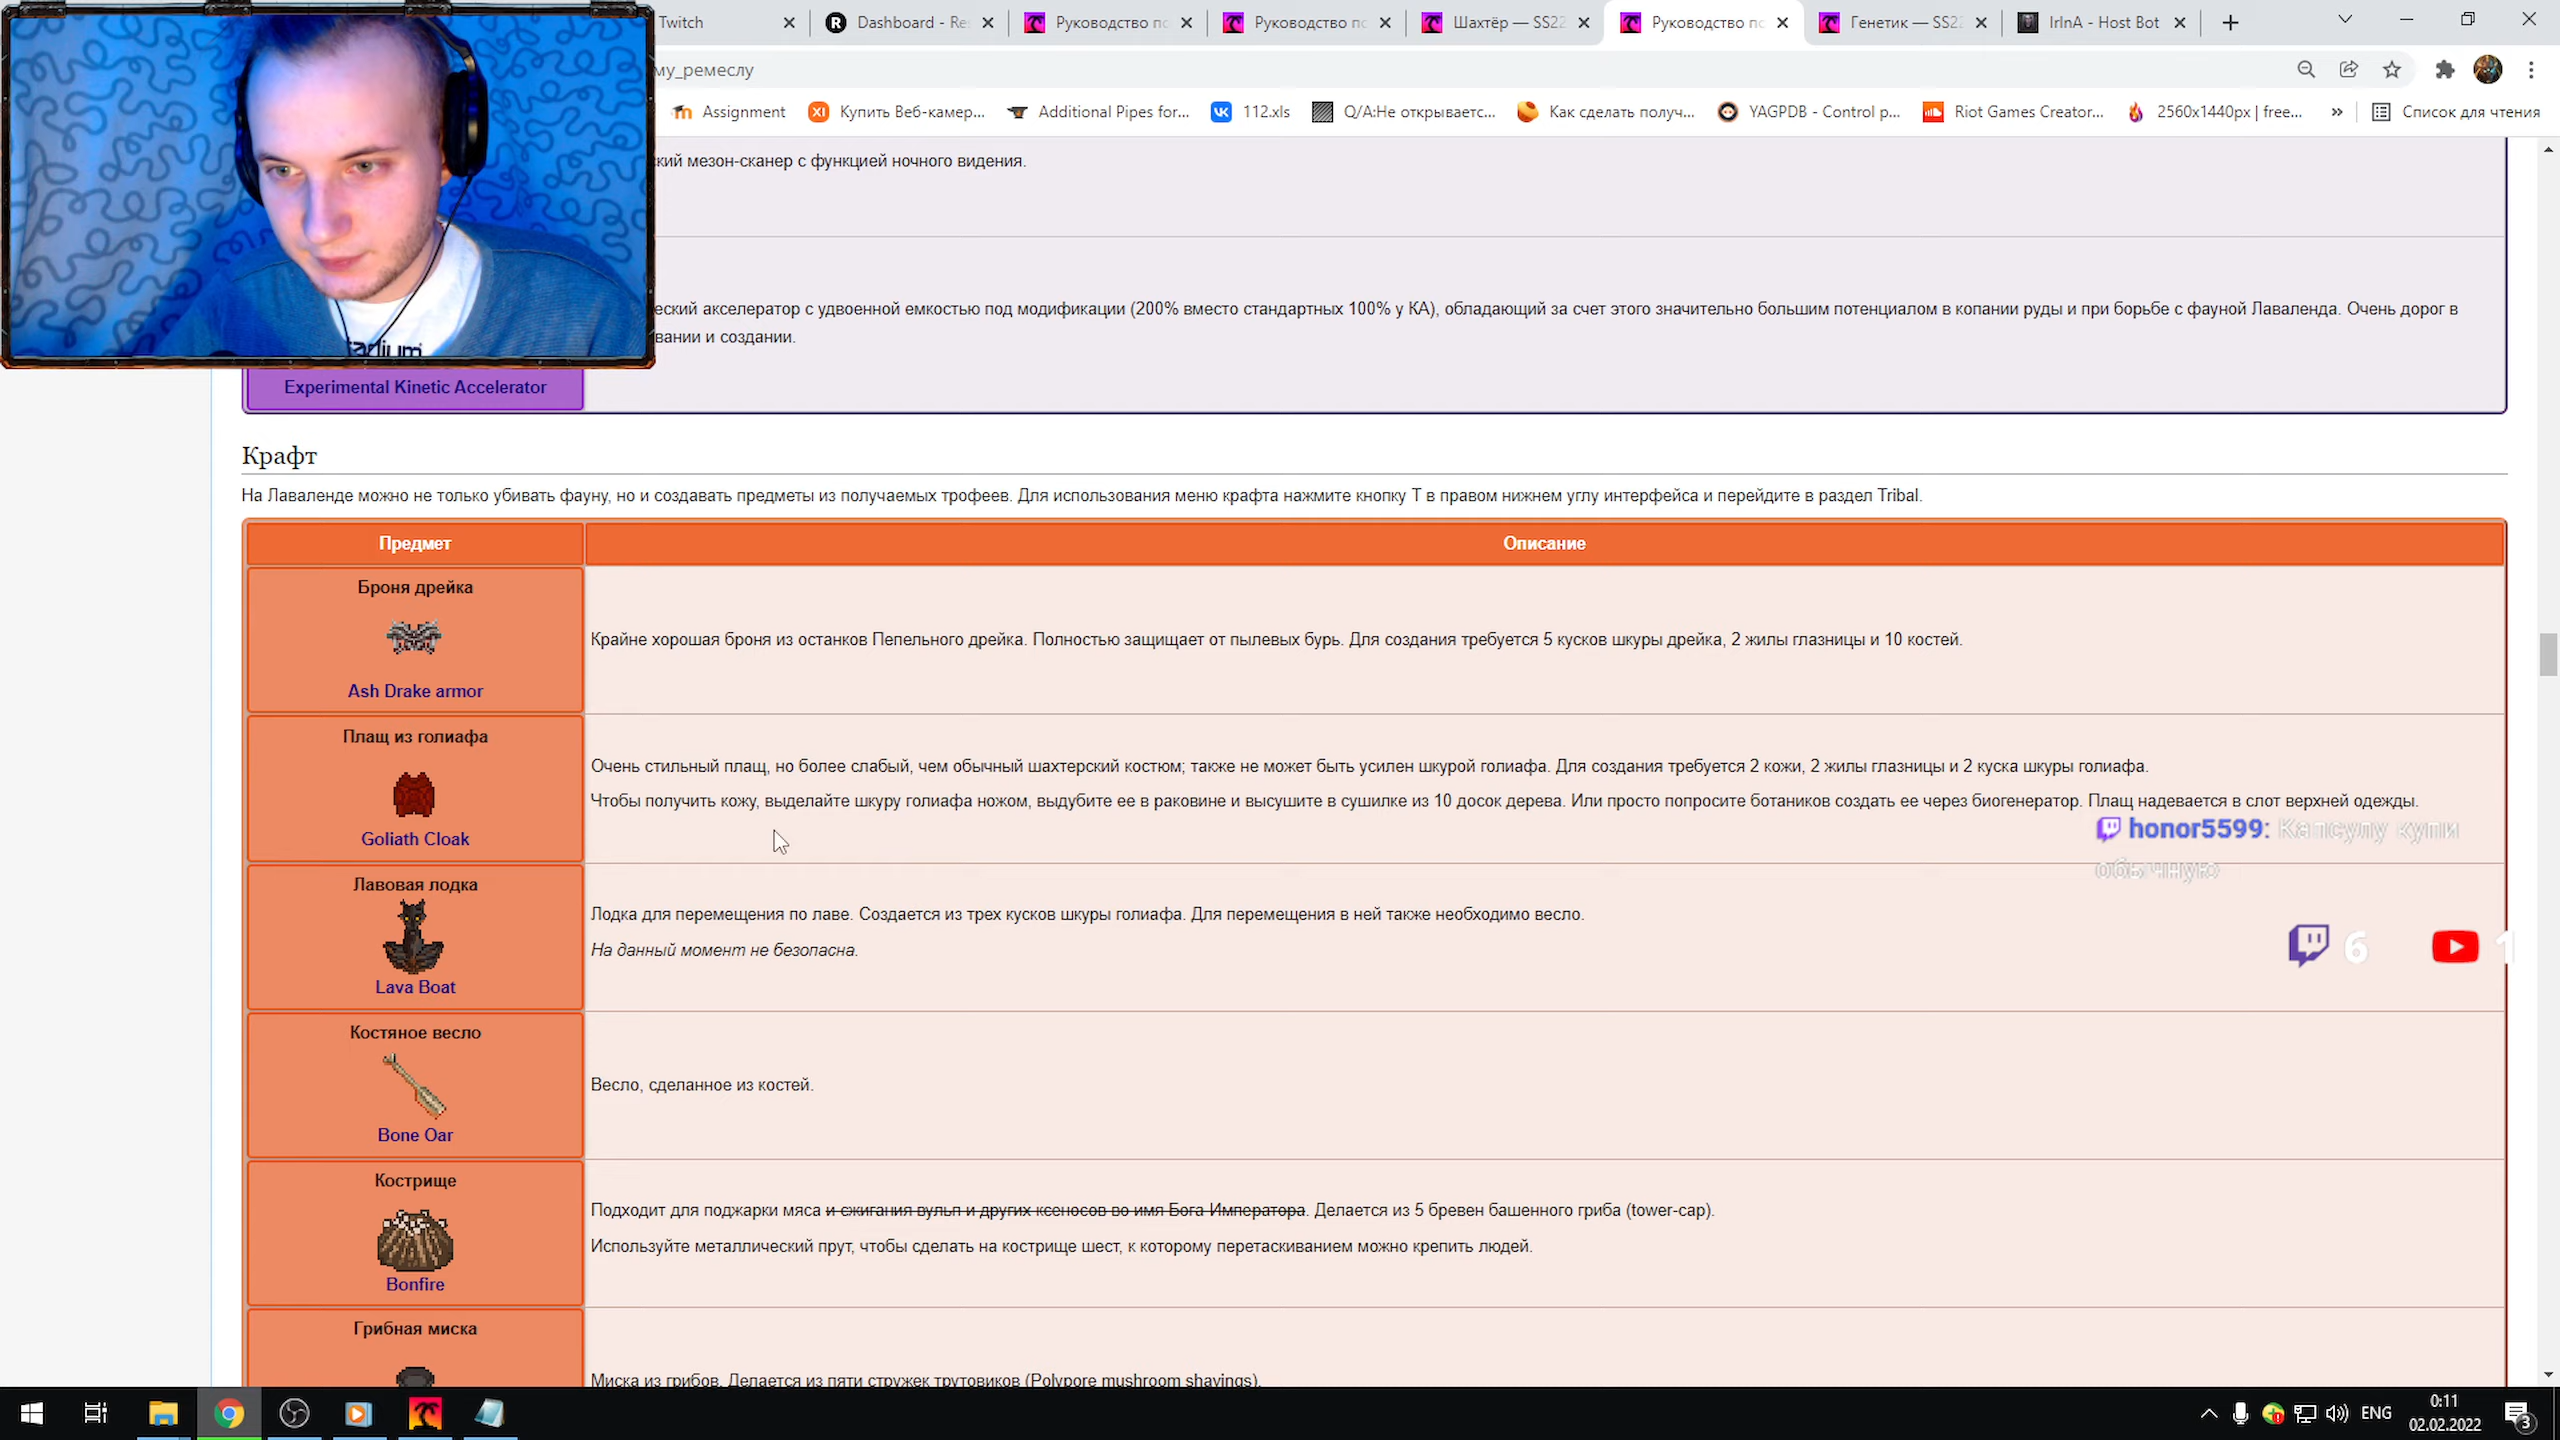 Twitch
Dashboard - Re
Руководство по
Руководство по
Шахтёр — SS22
Руководство по
Генетик — SS22
IrInA - Host Bot
му_ремеслу
Assignment
Купить Веб-камер...
Additional Pipes for...
112.xls
Q/A:Не открывается...
Как сделать получ...
YAGPDB - Control p...
Riot Games Creator...
2560x1440px | free...
»
Список для чтения
кий мезон-сканер с функцией ночного видения.
еский акселератор с удвоенной емкостью под модификации (200% вместо стандартных 100% у КА), обладающий за счет этого значительно большим потенциалом в копании руды и при борьбе с фауной Лаваленда. Очень дорог в
вании и создании.
Experimental Kinetic Accelerator
Крафт
На Лаваленде можно не только убивать фауну, но и создавать предметы из получаемых трофеев. Для использования меню крафта нажмите кнопку T в правом нижнем углу интерфейса и перейдите в раздел Tribal.
Предмет
Описание
Броня дрейка
Ash Drake armor
Крайне хорошая броня из останков Пепельного дрейка. Полностью защищает от пылевых бурь. Для создания требуется 5 кусков шкуры дрейка, 2 жилы глазницы и 10 костей.
Плащ из голиафа
Goliath Cloak
Очень стильный плащ, но более слабый, чем обычный шахтерский костюм; также не может быть усилен шкурой голиафа. Для создания требуется 2 кожи, 2 жилы глазницы и 2 куска шкуры голиафа.
Чтобы получить кожу, выделайте шкуру голиафа ножом, выдубите ее в раковине и высушите в сушилке из 10 досок дерева. Или просто попросите ботаников создать ее через биогенератор. Плащ надевается в слот верхней одежды.
honor5599: Капсулу купи
обычную
Лавовая лодка
Lava Boat
Лодка для перемещения по лаве. Создается из трех кусков шкуры голиафа. Для перемещения в ней также необходимо весло.
На данный момент не безопасна.
6
1
Костяное весло
Bone Oar
Весло, сделанное из костей.
Кострище
Bonfire
Подходит для поджарки мяса и сжигания вульп и других ксеносов во имя Бога Императора. Делается из 5 бревен башенного гриба (tower-cap).
Используйте металлический прут, чтобы сделать на кострище шест, к которому перетаскиванием можно крепить людей.
Грибная миска
Миска из грибов. Делается из пяти стружек трутовиков (Polypore mushroom shavings).
ENG
0:11
02.02.2022
3